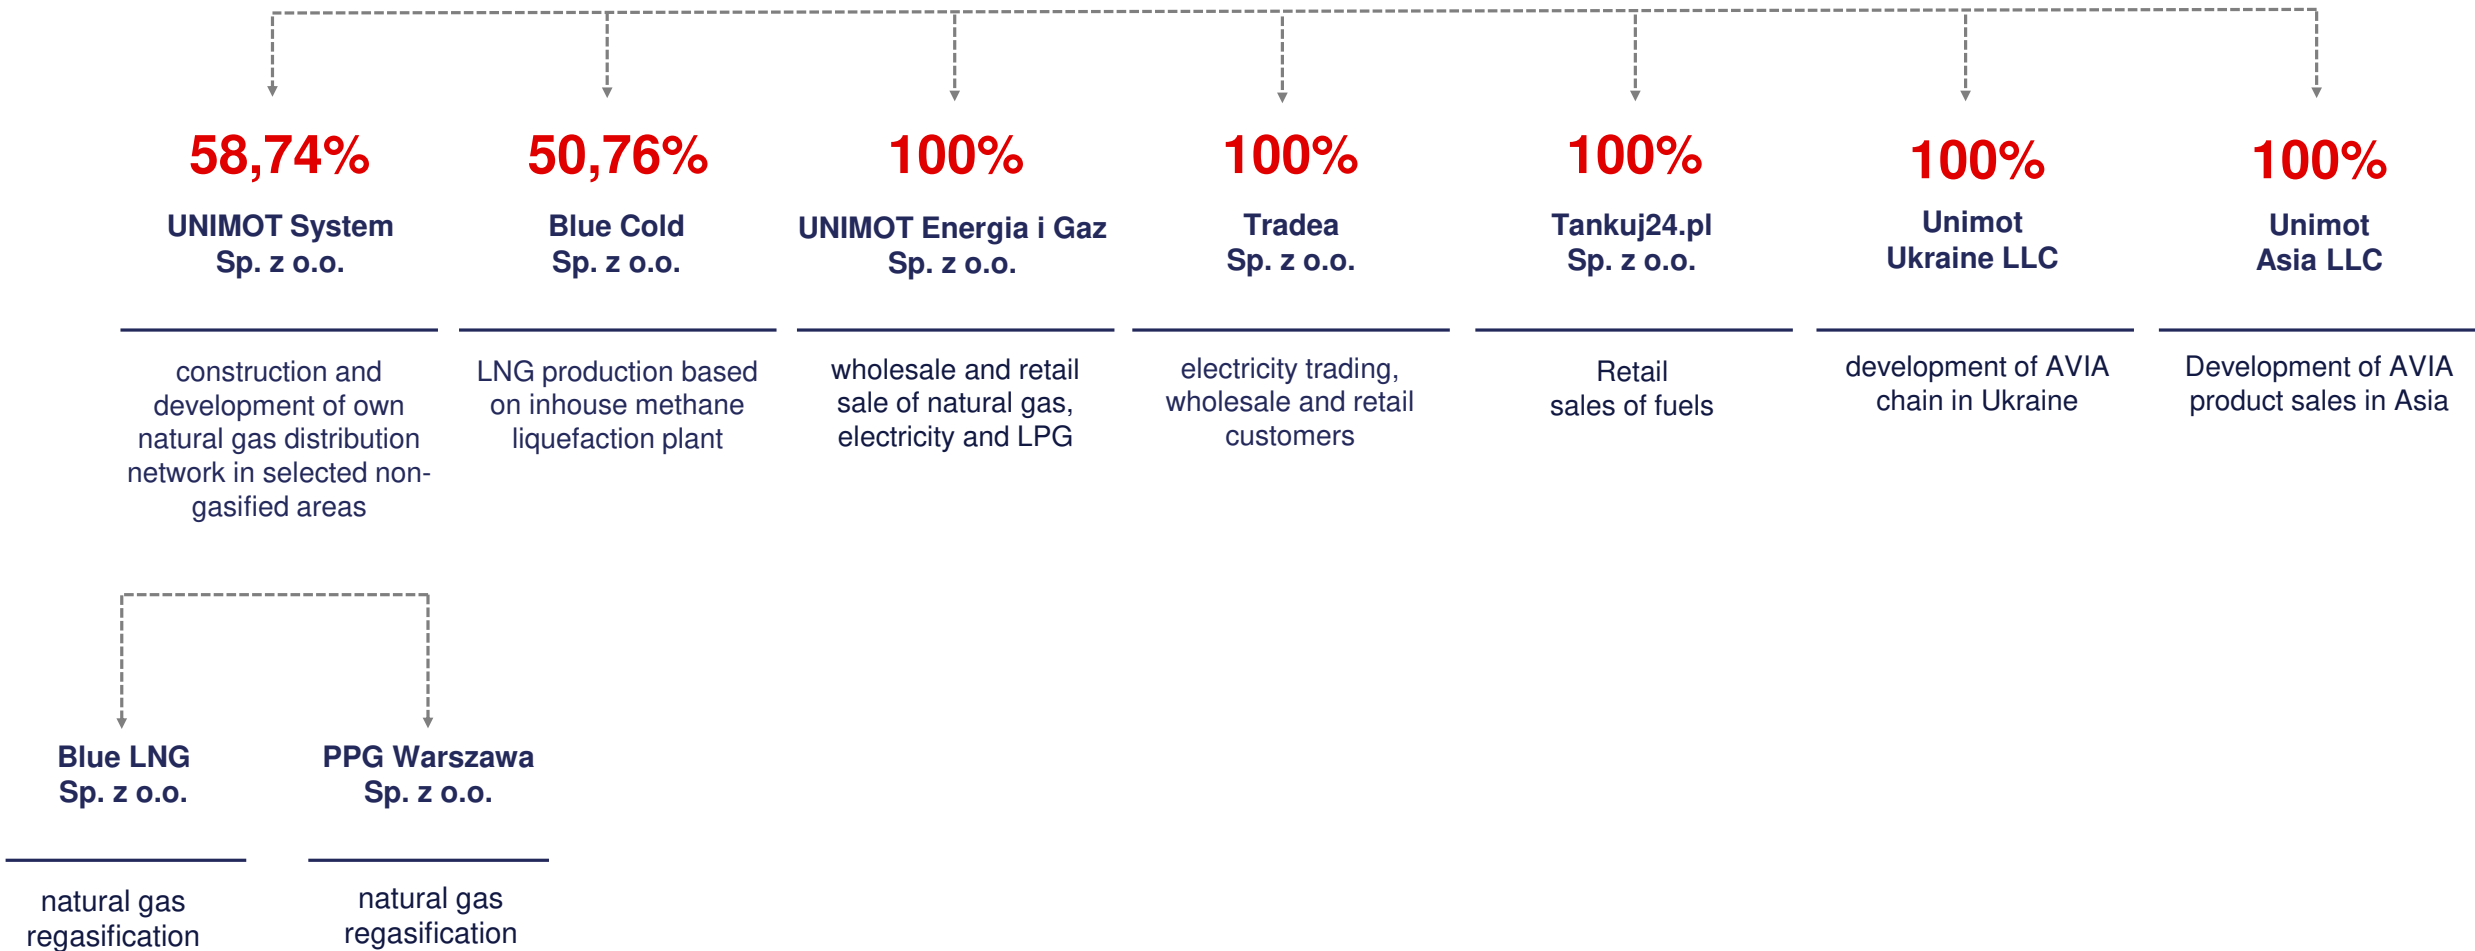 58,74%
UNIMOT System
Sp. z o.o.
construction and
development of own
natural gas distribution
network in selected non-
gasified areas
50,76%
Blue Cold
Sp. z o.o.
LNG production based
on inhouse methane
liquefaction plant
100%
UNIMOT Energia i Gaz
Sp. z o.o.
wholesale and retail
sale of natural gas,
electricity and LPG
100%
Tradea
Sp. z o.o.
electricity trading,
wholesale and retail
customers
100%
Tankuj24.pl
Sp. z o.o.
Retail
sales of fuels
100%
Unimot
Ukraine LLC
development of AVIA
chain in Ukraine
100%
Unimot
Asia LLC
Development of AVIA
product sales in Asia
Blue LNG
Sp. z o.o.
natural gas
regasification
PPG Warszawa
Sp. z o.o.
natural gas
regasification